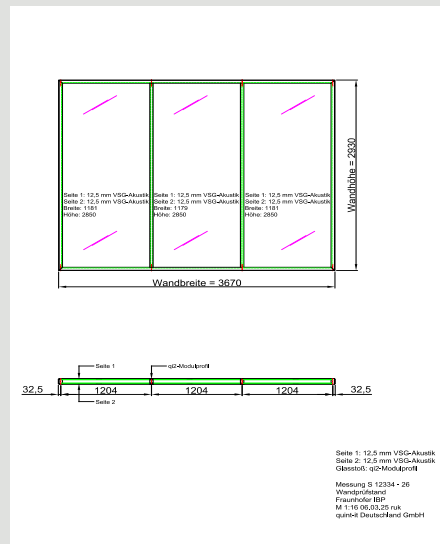 Seite 1: 12,5 mm VSG-Akustik
Seite 2: 12,5 mm VSG-Akustik
Breite: 1181
Höhe: 2850
Seite 1: 12,5 mm VSG-Akustik
Seite 2: 12,5 mm VSG-Akustik
Breite: 1179
Höhe: 2850
Seite 1: 12,5 mm VSG-Akustik
Seite 2: 12,5 mm VSG-Akustik
Breite: 1181
Höhe: 2850
Wandhöhe = 2930
Wandbreite = 3670
Seite 1
qi2-Modulprofil
32,5
1204
1204
1204
32,5
Seite 2
Seite 1: 12,5 mm VSG-Akustik
Seite 2: 12,5 mm VSG-Akustik
Glasstoß: qi2-Modulprofil
Messung S 12334 - 26
Wandprüfstand
Fraunhofer IBP
M 1:16 06.03.25 ruk
quint-it Deutschland GmbH